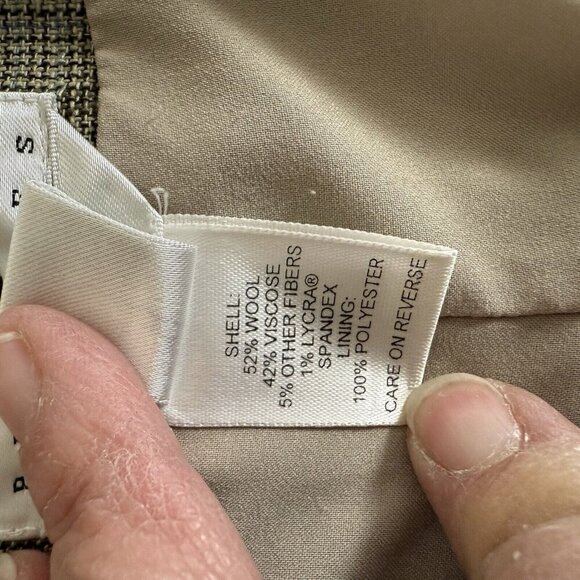 SHELL:
52% WOOL
42% VISCOSE
5% OTHER FIBERS
1% LYCRA®
SPANDEX
LINING:
100% POLYESTER
CARE ON REVERSE